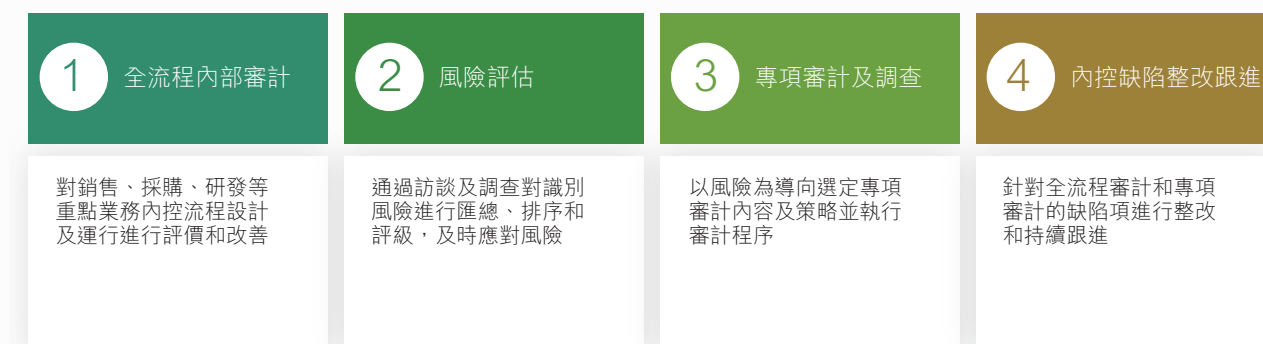 1 全流程內部審計
對銷售、採購、研發等
重點業務內控流程設計
及運行進行評價和改善
2 風險評估
通過訪談及調查對識別
風險進行匯總、排序和
評級，及時應對風險
3 專項審計及調查
以風險為導向選定專項
審計內容及策略並執行
審計程序
4 內控缺陷整改跟進
針對全流程審計和專項
審計的缺陷項進行整改
和持續跟進